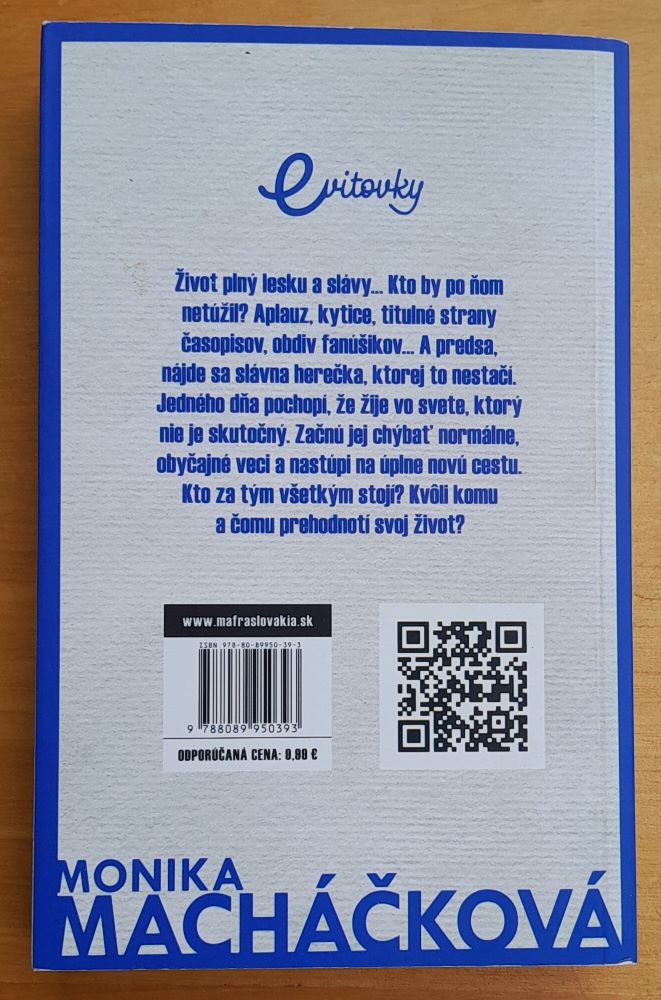 evitovky
Život plný lesku a slávy... Kto by po ňom
netúžil? Aplauz, kytice, titulné strany
časopisov, obdiv fanúšikov... A predsa,
nájde sa slávna herečka, ktorej to nestačí.
Jedného dňa pochopí, že žije vo svete, ktorý
nie je skutočný. Začnú jej chýbať normálne,
obyčajné veci a nastúpi na úplne novú cestu.
Kto za tým všetkým stojí? Kvôli komu
a čomu prehodnotí svoj život?
www.mafraslovakia.sk
ISBN 978-80-89950-39-3
9 788089 950393
ODPORÚČANÁ CENA: 9,99 €
MONIKA
MACHÁČKOVÁ